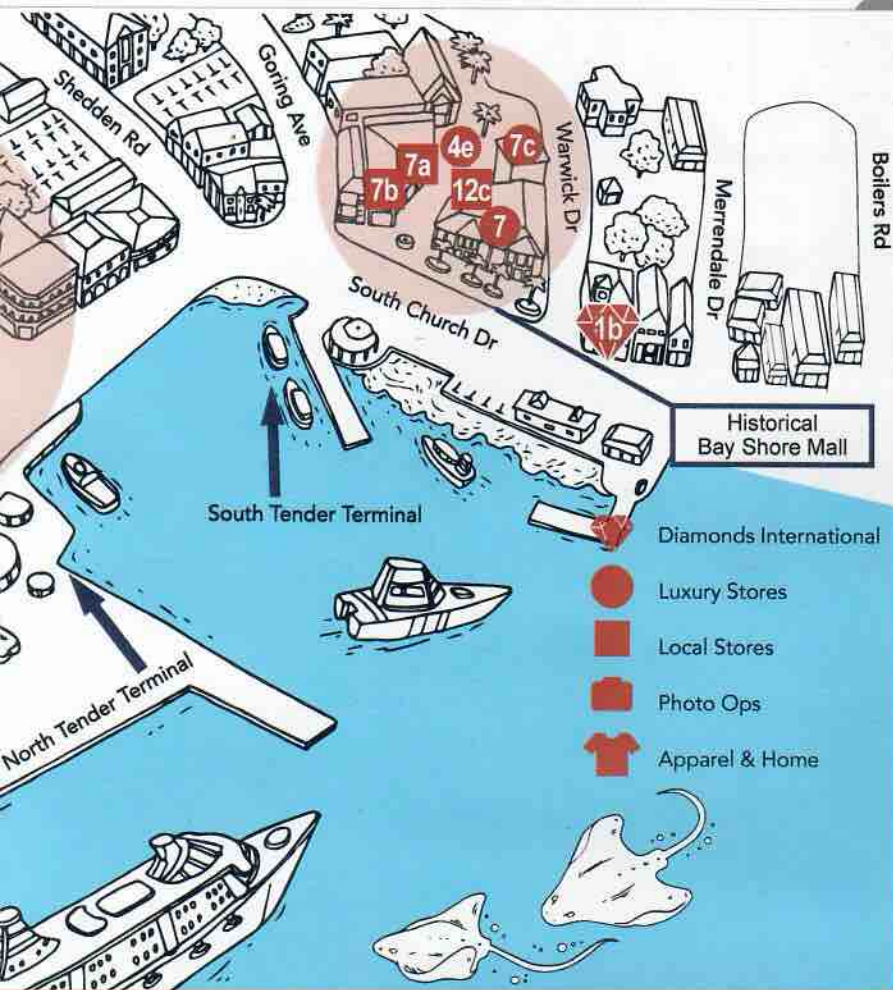 Shedden Rd
Goring Ave
4e
7c
7a
7b
12c
7
Warwick Dr
Merrendale Dr
Boilers Rd
South Church Dr
1b
Historical
Bay Shore Mall
South Tender Terminal
North Tender Terminal
Diamonds International
Luxury Stores
Local Stores
Photo Ops
Apparel & Home